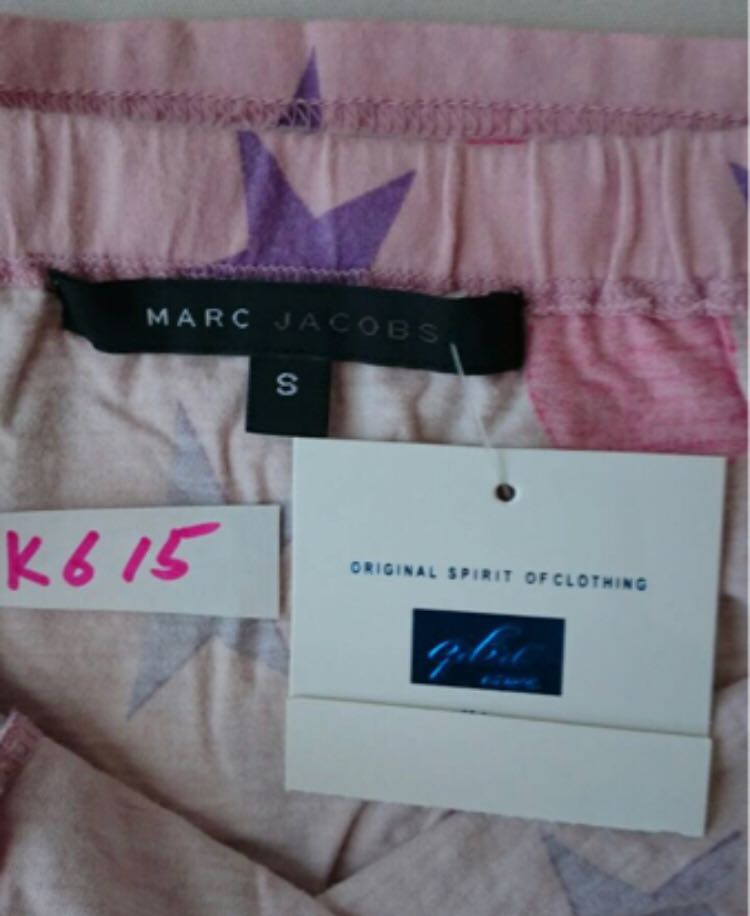 MARC JACOBS
S
K615
ORIGINAL SPIRIT OF CLOTHING